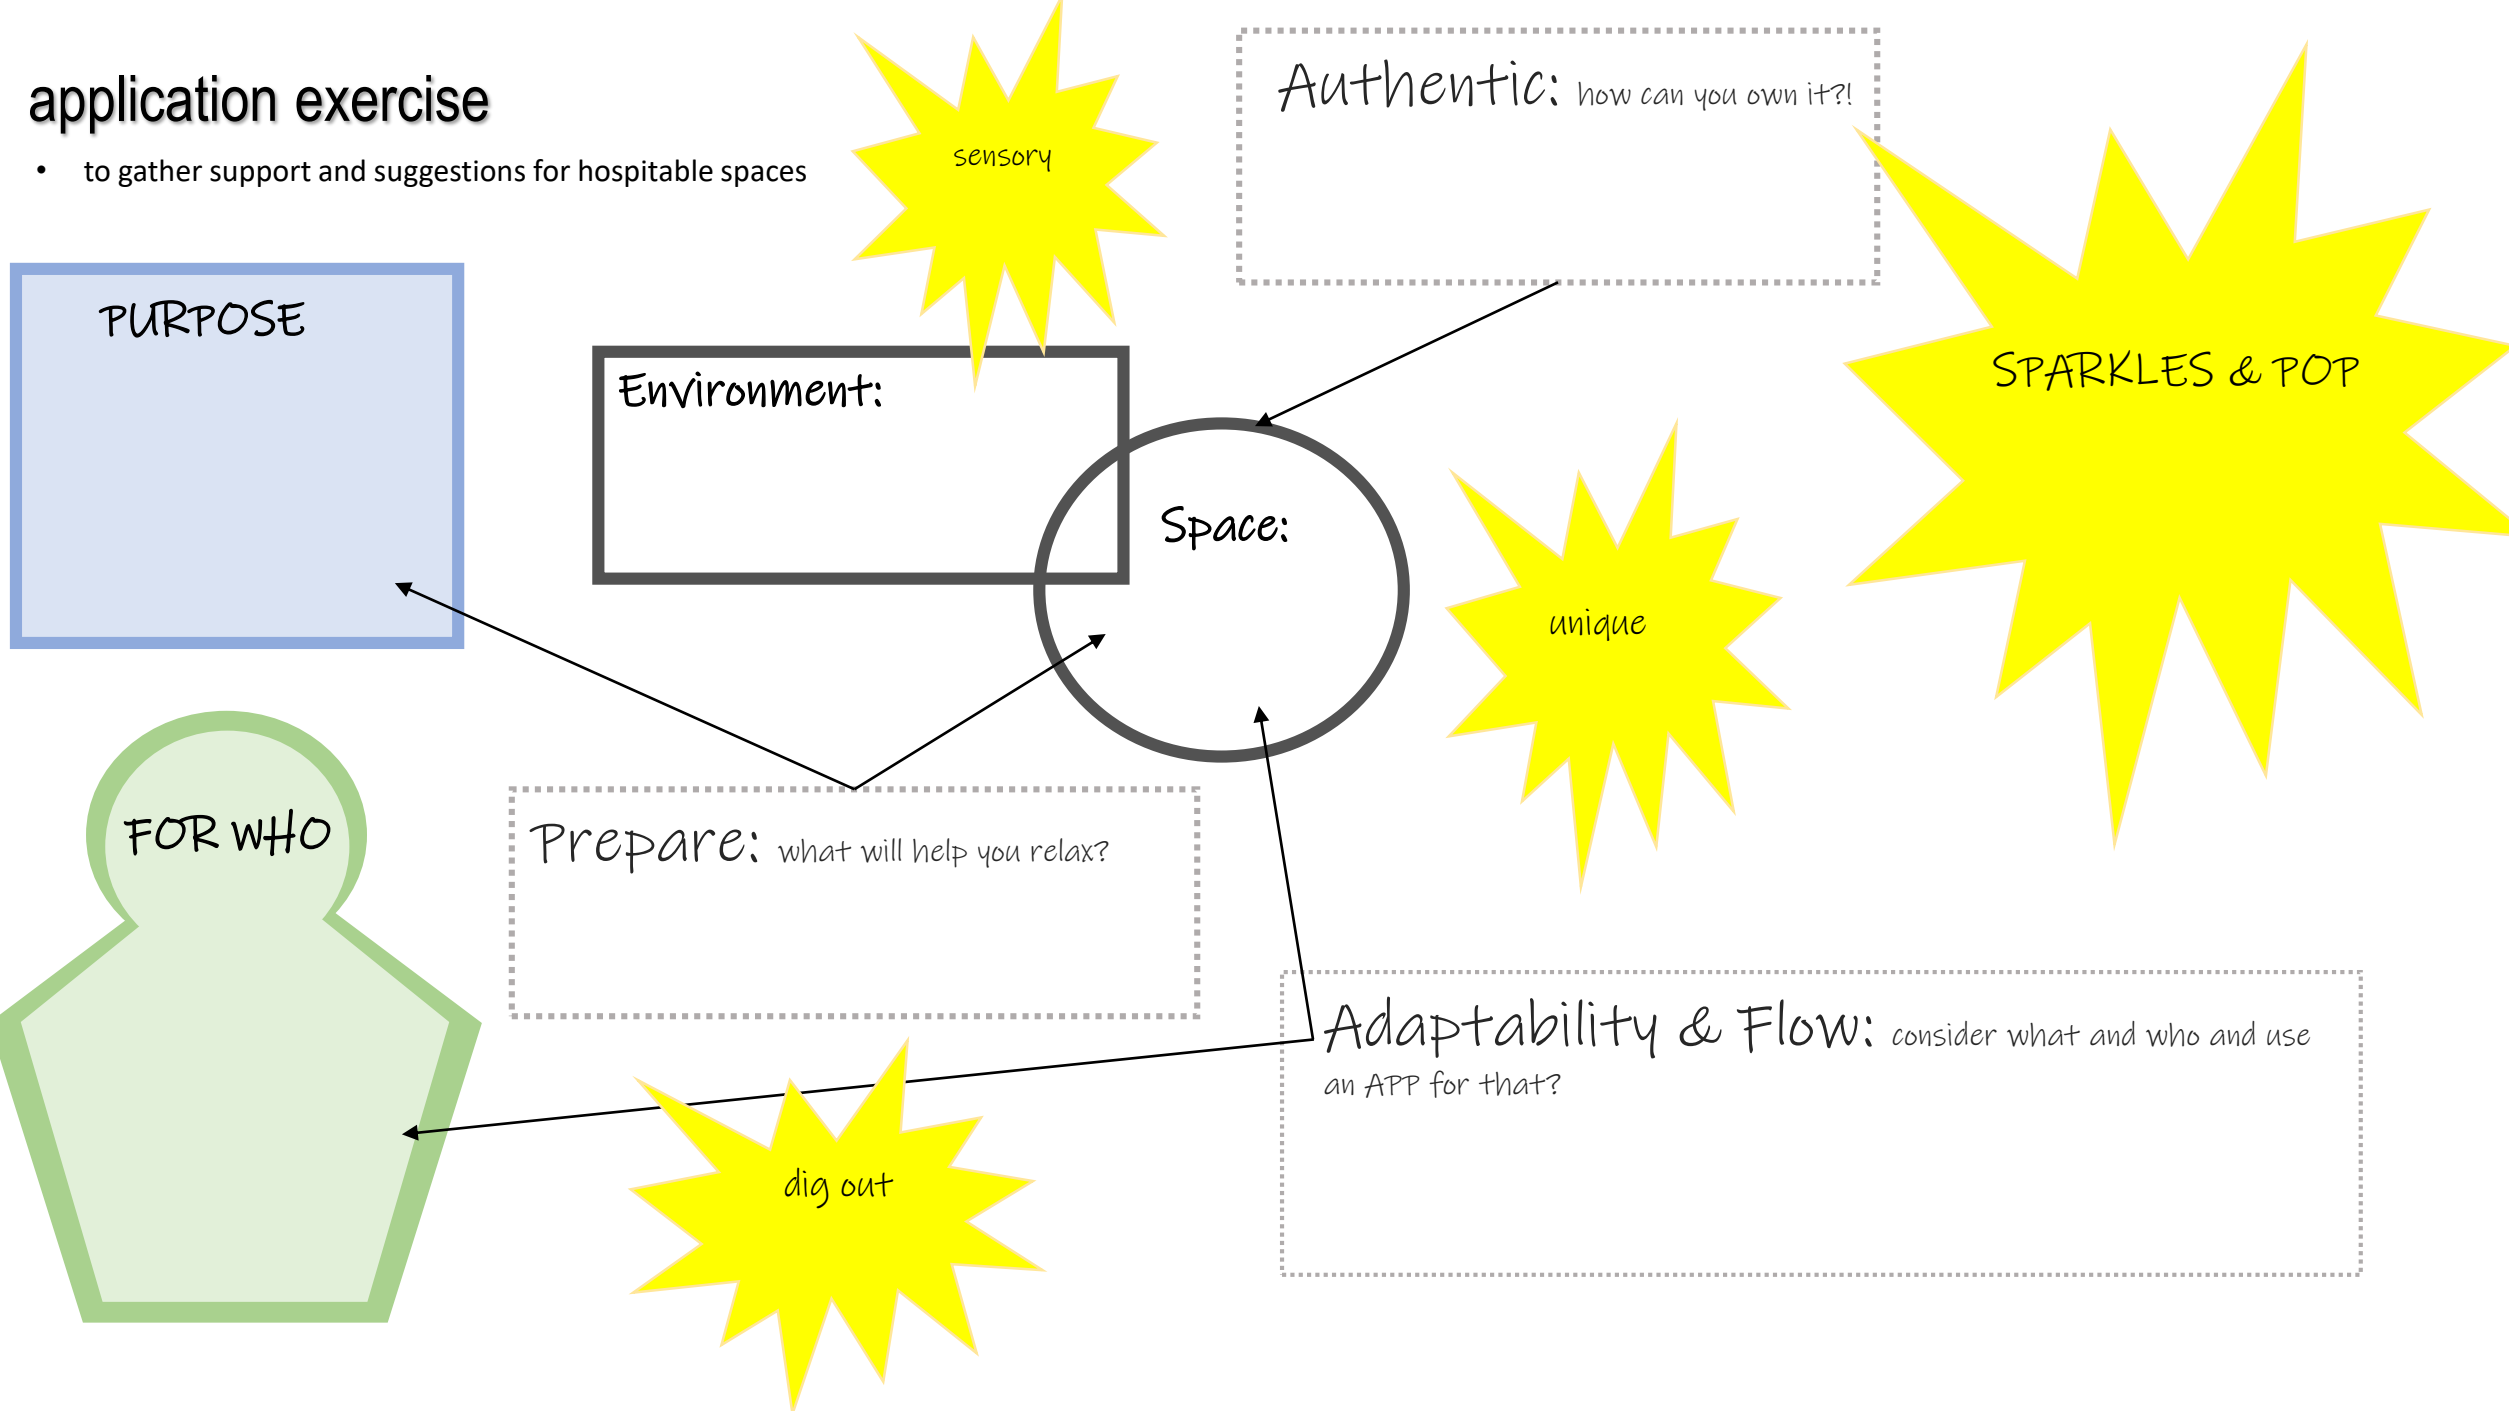 application exercise
• to gather support and suggestions for hospitable spaces
sensory
Authentic: how can you own it?!
PURPOSE
Environment:
SPARKLES & POP
Space:
unique
FOR WHO
Prepare: what will help you relax?
Adaptability & Flow: consider what and who and use
an APP for that?
dig out